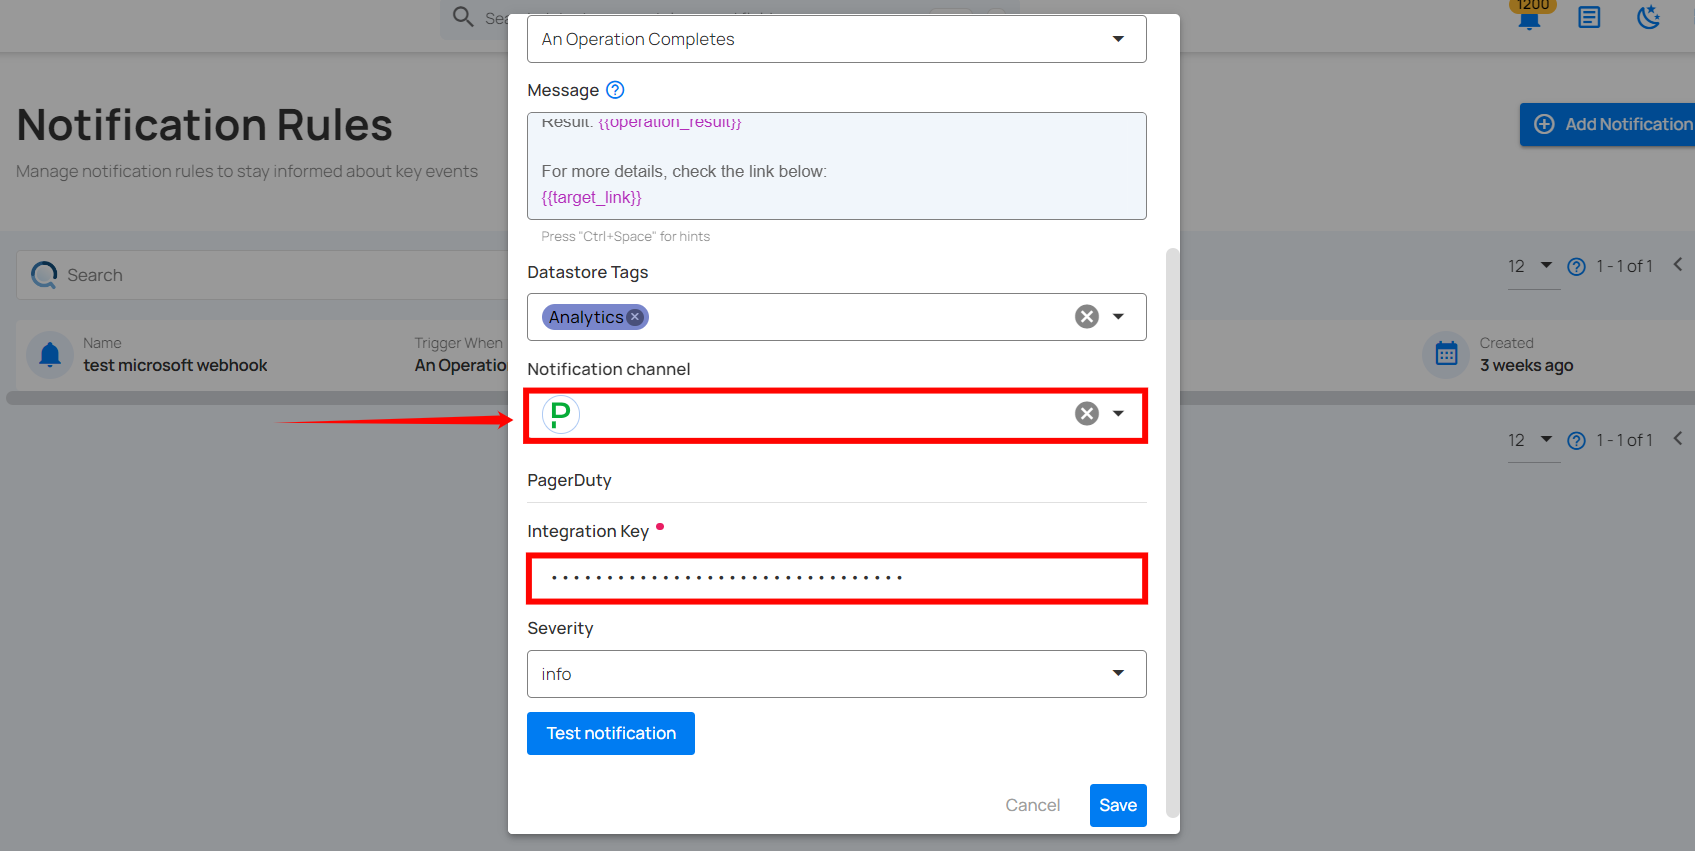 1200
Sea
An Operation Completes
Message
Notification Rules
Add Notification
Result: {{operation_result}}
Manage notification rules to stay informed about key events
For more details, check the link below:
{{target_link}}
Press "Ctrl+Space" for hints
Datastore Tags
Search
12
1 - 1 of 1
Analytics
Name
Trigger When
Created
test microsoft webhook
An Operatio
3 weeks ago
Notification channel
P
12
1 - 1 of 1
PagerDuty
Integration Key
••••••••••••••••••••••••••••••••
Severity
info
Test notification
Cancel
Save